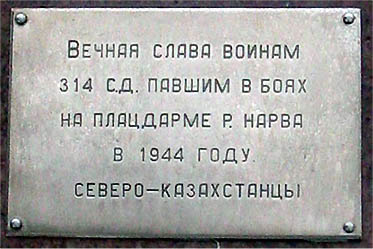 Вечная слава воинам
314 с.д. павшим в боях
на плацдарме р. Нарва
в 1944 году.
Северо-казахстанцы